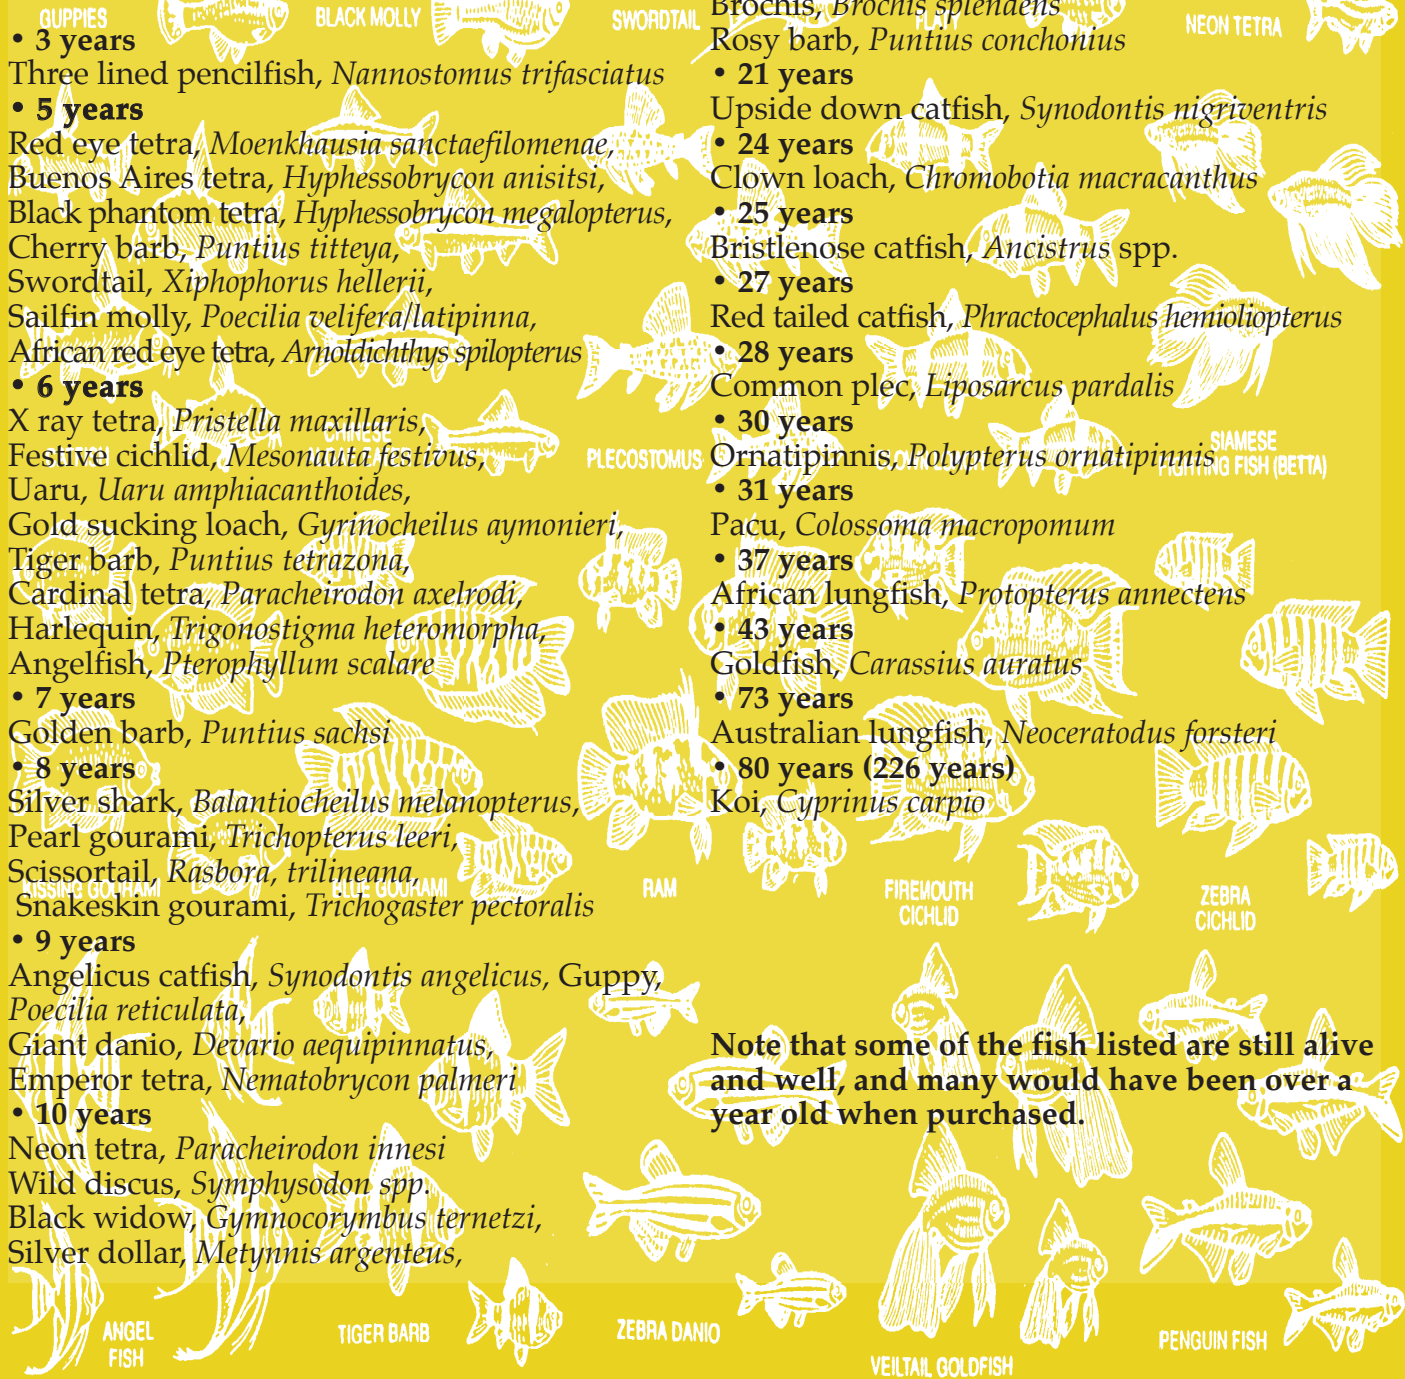 GUPPIES
BLACK MOLLY
SWORDTAIL
NEON TETRA
• 3 years
Three lined pencilfish, Nannostomus trifasciatus
• 5 years
Red eye tetra, Moenkhausia sanctaefilomenae,
Buenos Aires tetra, Hyphessobrycon anisitsi,
Black phantom tetra, Hyphessobrycon megalopterus,
Cherry barb, Puntius titteya,
Swordtail, Xiphophorus hellerii,
Sailfin molly, Poecilia velifera/latipinna,
African red eye tetra, Arnoldichthys spilopterus
• 6 years
X ray tetra, Pristella maxillaris,
Festive cichlid, Mesonauta festivus,
Uaru, Uaru amphiacanthoides,
Gold sucking loach, Gyrinocheilus aymonieri,
Tiger barb, Puntius tetrazona,
Cardinal tetra, Paracheirodon axelrodi,
Harlequin, Trigonostigma heteromorpha,
Angelfish, Pterophyllum scalare
• 7 years
Golden barb, Puntius sachsi
• 8 years
Silver shark, Balantiocheilus melanopterus,
Pearl gourami, Trichopterus leeri,
Scissortail, Rasbora, trilineana,
Snakeskin gourami, Trichogaster pectoralis
• 9 years
Angelicus catfish, Synodontis angelicus, Guppy,
Poecilia reticulata,
Giant danio, Devario aequipinnatus,
Emperor tetra, Nematobrycon palmeri
• 10 years
Neon tetra, Paracheirodon innesi
Wild discus, Symphysodon spp.
Black widow, Gymnocorymbus ternetzi,
Silver dollar, Metynnis argenteus,
Brochis, Brochis splendens
Rosy barb, Puntius conchonius
• 21 years
Upside down catfish, Synodontis nigriventris
• 24 years
Clown loach, Chromobotia macracanthus
• 25 years
Bristlenose catfish, Ancistrus spp.
• 27 years
Red tailed catfish, Phractocephalus hemioliopterus
• 28 years
Common plec, Liposarcus pardalis
• 30 years
Ornatipinnis, Polypterus ornatipinnis
• 31 years
Pacu, Colossoma macropomum
• 37 years
African lungfish, Protopterus annectens
• 43 years
Goldfish, Carassius auratus
• 73 years
Australian lungfish, Neoceratodus forsteri
• 80 years (226 years)
Koi, Cyprinus carpio
Note that some of the fish listed are still alive
and well, and many would have been over a
year old when purchased.
CHINESE
PLECOSTOMUS
SIAMESE
FIGHTING FISH (BETTA)
KISSING GOURAMI
BLUE GOURAMI
RAM
FIREMOUTH
CICHLID
ZEBRA
CICHLID
ANGEL
FISH
TIGER BARB
ZEBRA DANIO
VEILTAIL GOLDFISH
PENGUIN FISH